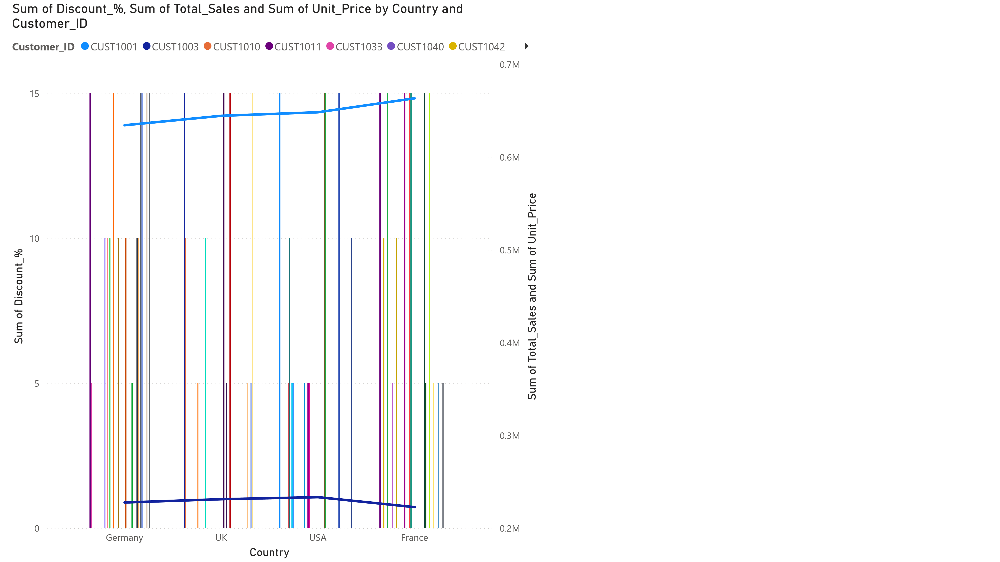 Sum of Discount_%, Sum of Total_Sales and Sum of Unit_Price by Country and
Customer_ID
Customer_ID CUST1001 CUST1003 CUST1010 CUST1011 CUST1033 CUST1040 CUST1042
0.7M
15
0.6M
10
0.5M
Sum of Discount_%
Sum of Total_Sales and Sum of Unit_Price
0.4M
5
0.3M
0
0.2M
Germany UK USA France
Country